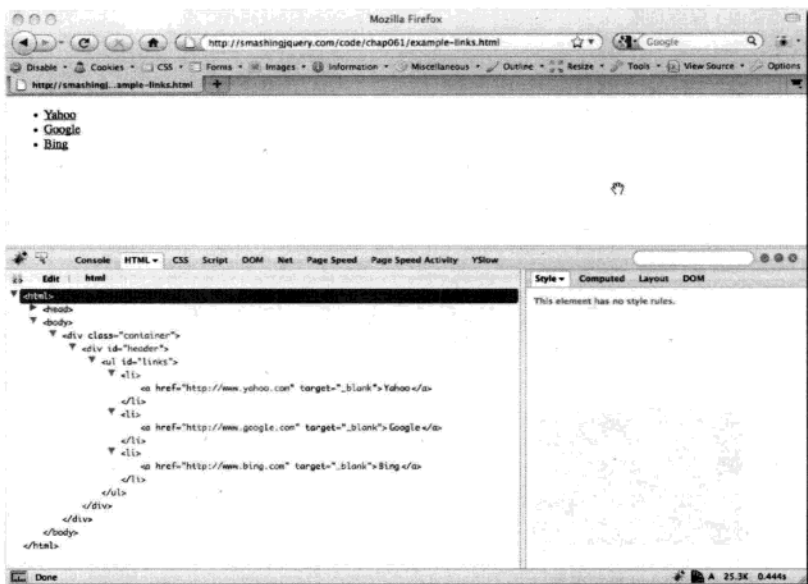 Mozilla Firefox
http://smashingjquery.com/code/chap061/example-links.html
Google
Disable Cookies CSS Forms Images Information Miscellaneous Outline Resize Tools View Source Options
http://smashingj...ample-links.html
• Yahoo
• Google
• Bing
Console HTML CSS Script DOM Net Page Speed Page Speed Activity YSlow
Edit html
Style Computed Layout DOM
This element has no style rules.
<html>
<head>
<body>
<div class="container">
<div id="header">
<ul id="links">
<li>
<a href="http://www.yahoo.com" target="_blank">Yahoo</a>
</li>
<li>
<a href="http://www.google.com" target="_blank">Google</a>
</li>
<li>
<a href="http://www.bing.com" target="_blank">Bing</a>
</li>
</ul>
</div>
</div>
</body>
</html>
Done
A 25.3K 0.444s